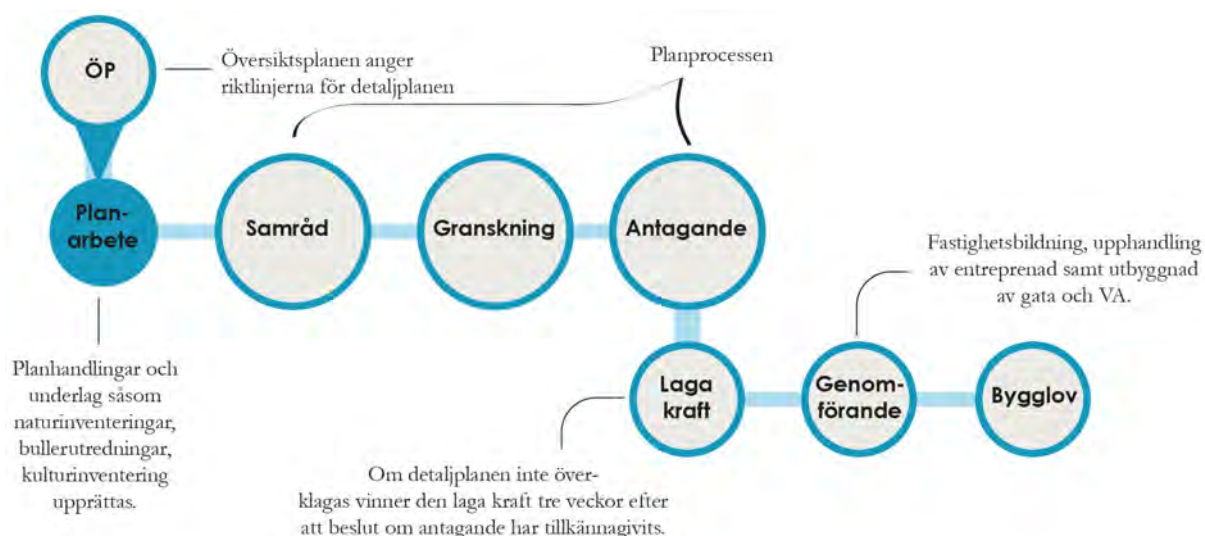 ÖP
Översiktsplanen anger
riktlinjerna för detaljplanen
Planprocessen
Plan-
arbete
Samråd
Granskning
Antagande
Fastighetsbildning, upphandling
av entreprenad samt utbyggnad
av gata och VA.
Planhandlingar och
underlag såsom
naturinventeringar,
bullerutredningar,
kulturinventering
upprättas.
Laga
kraft
Genom-
förande
Bygglov
Om detaljplanen inte över-
klagas vinner den laga kraft tre veckor efter
att beslut om antagande har tillkännagivits.